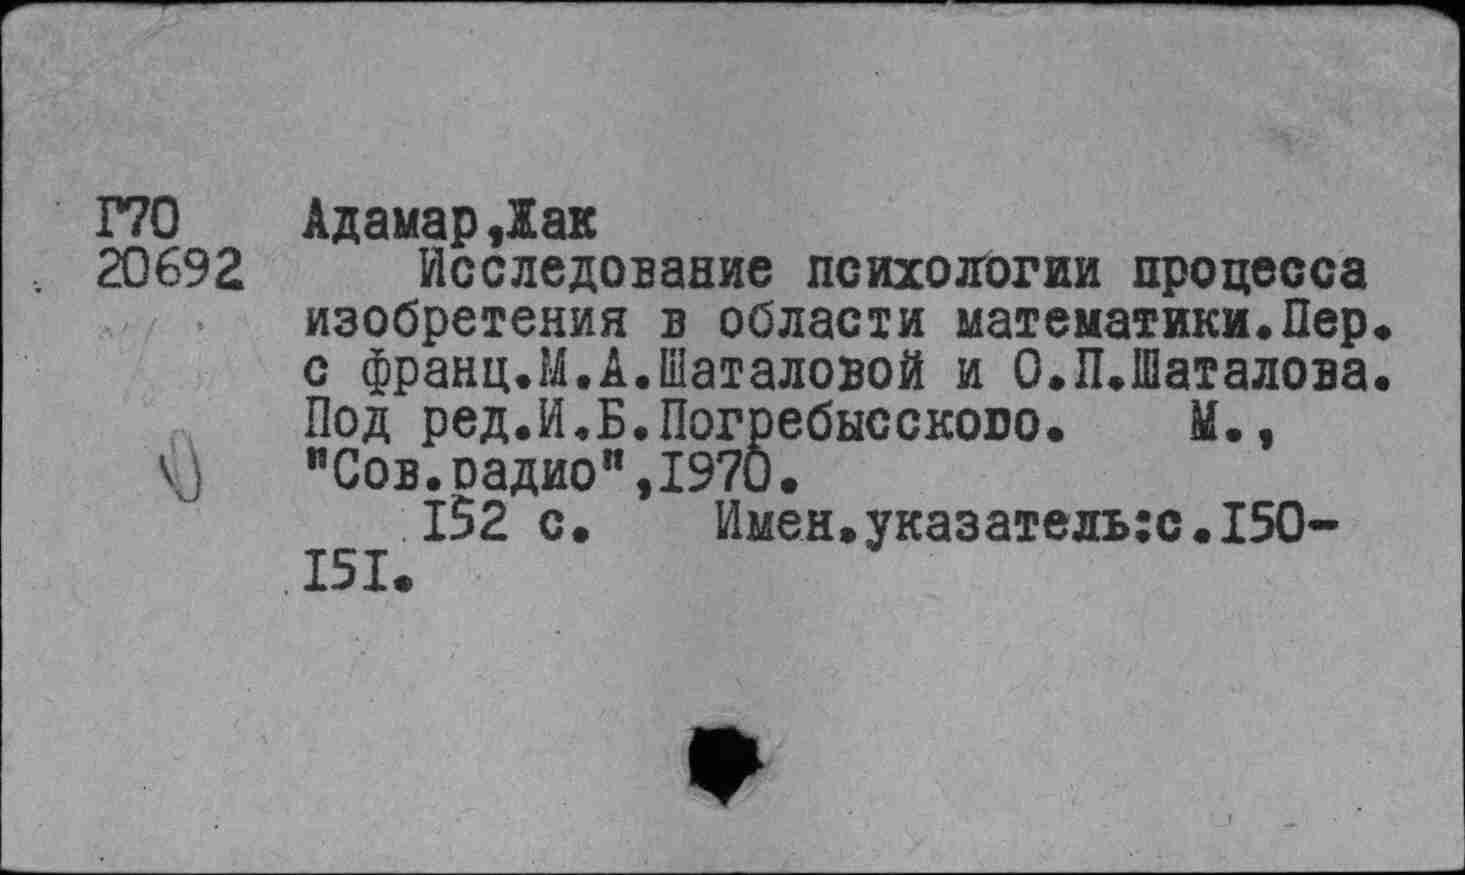 Г70 Адамар,Жак
20692 Исследование психологии процесса
изобретения в области математики.Пер.
с франц.М.А.Шаталовой и О.П.Шаталова.
Под ред.И.Б.Погребыссково. М.,
"Сов.радио",1970.
152 с. Имен.указатель:с.150-
151.